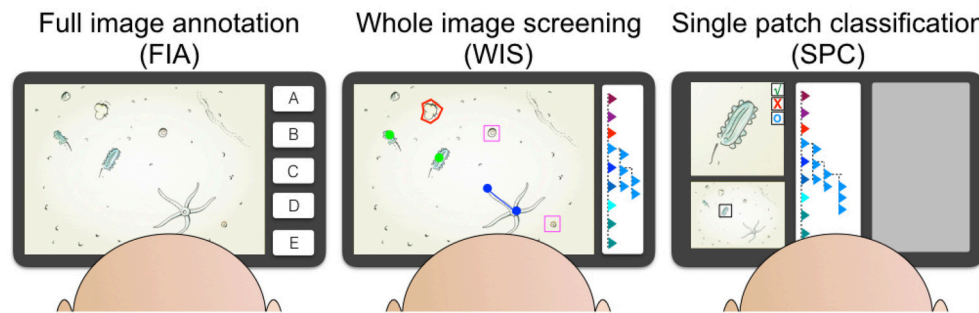 Full image annotation
(FIA)
Whole image screening
(WIS)
Single patch classification
(SPC)
A
B
C
D
E
√
X
O